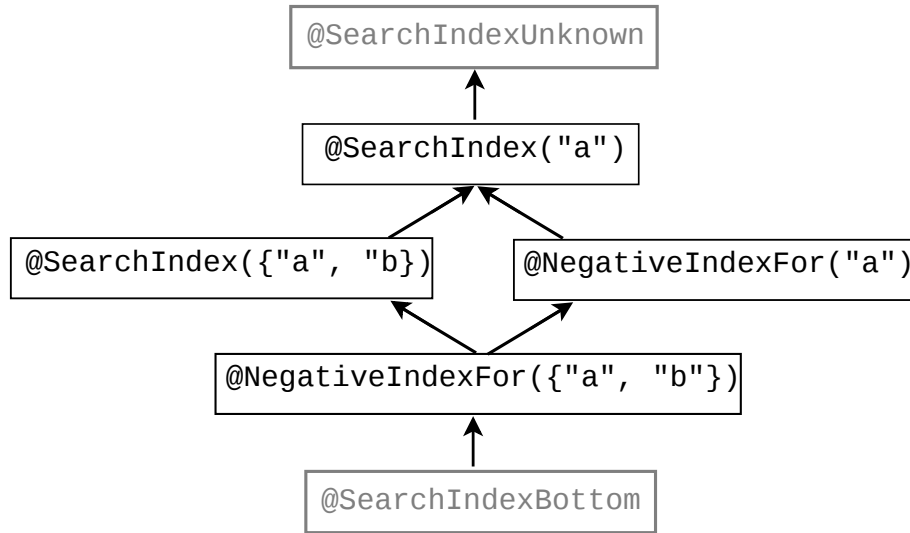 @SearchIndexUnknown
@SearchIndex("a")
@SearchIndex({"a", "b})
@NegativeIndexFor("a")
@NegativeIndexFor({"a", "b"})
@SearchIndexBottom